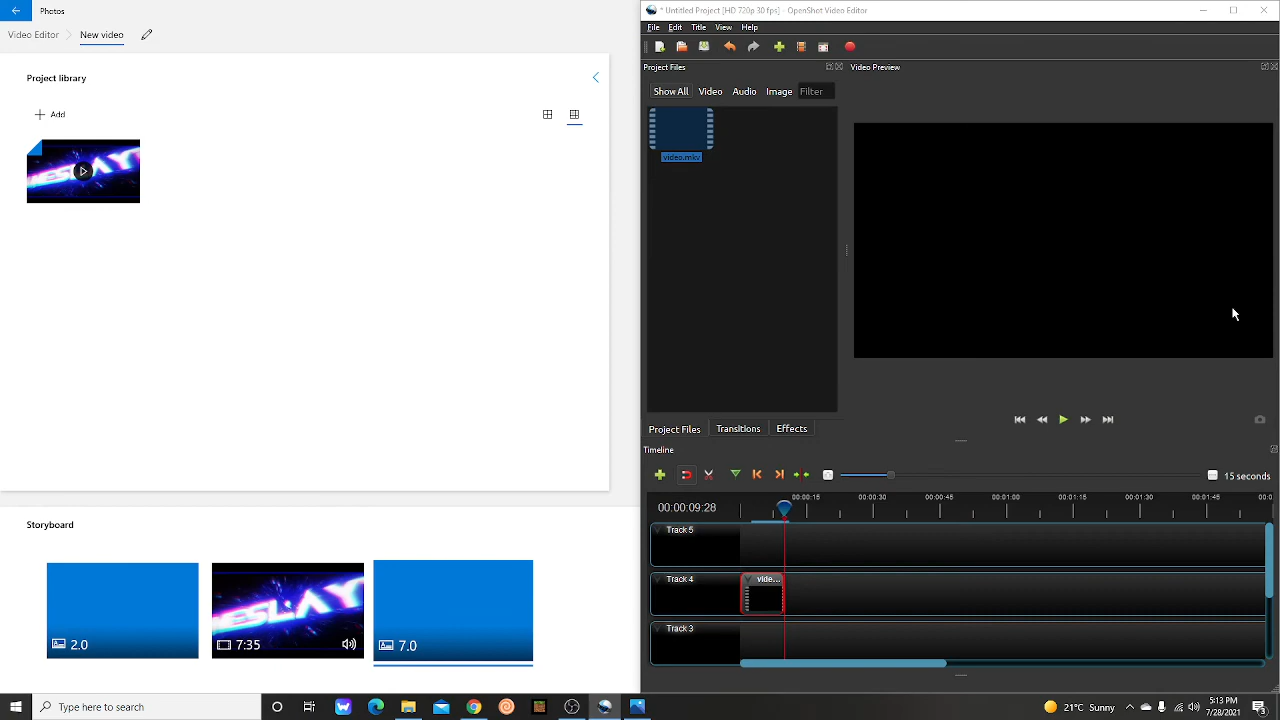 Photos
Video Editor
New video
Project library
Add
ESLAY
Storyboard
2.0
ESLAY
7:35
7.0
* Untitled Project [HD 720p 30 fps] - OpenShot Video Editor
File Edit Title View Help
Project Files
Video Preview
Show All Video Audio Image Filter
video.mkv
Project Files Transitions Effects
Timeline
15 seconds
00:00:09:28
00:00:15 00:00:30 00:00:45 00:01:00 00:01:15 00:01:30 00:01:45 00:0
Track 5
Track 4
vide...
Track 3
Type here to search
21°C Sunny
5:13 PM
7/28/2021